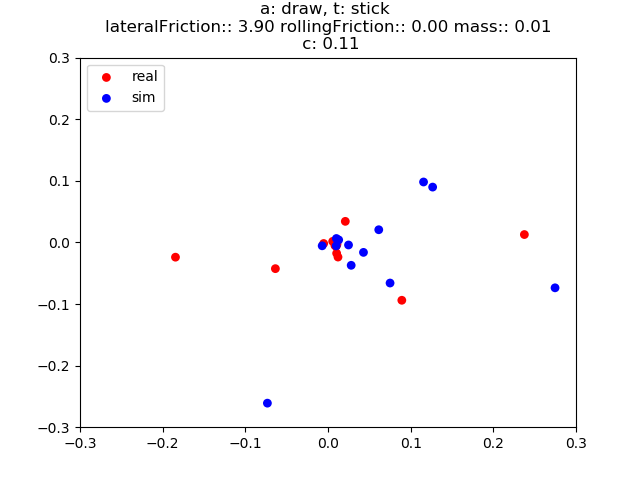 a: draw, t: stick
lateralFriction:: 3.90 rollingFriction:: 0.00 mass:: 0.01
c: 0.11
real
sim
0.3
0.2
0.1
0.0
−0.1
−0.2
−0.3
−0.3
−0.2
−0.1
0.0
0.1
0.2
0.3